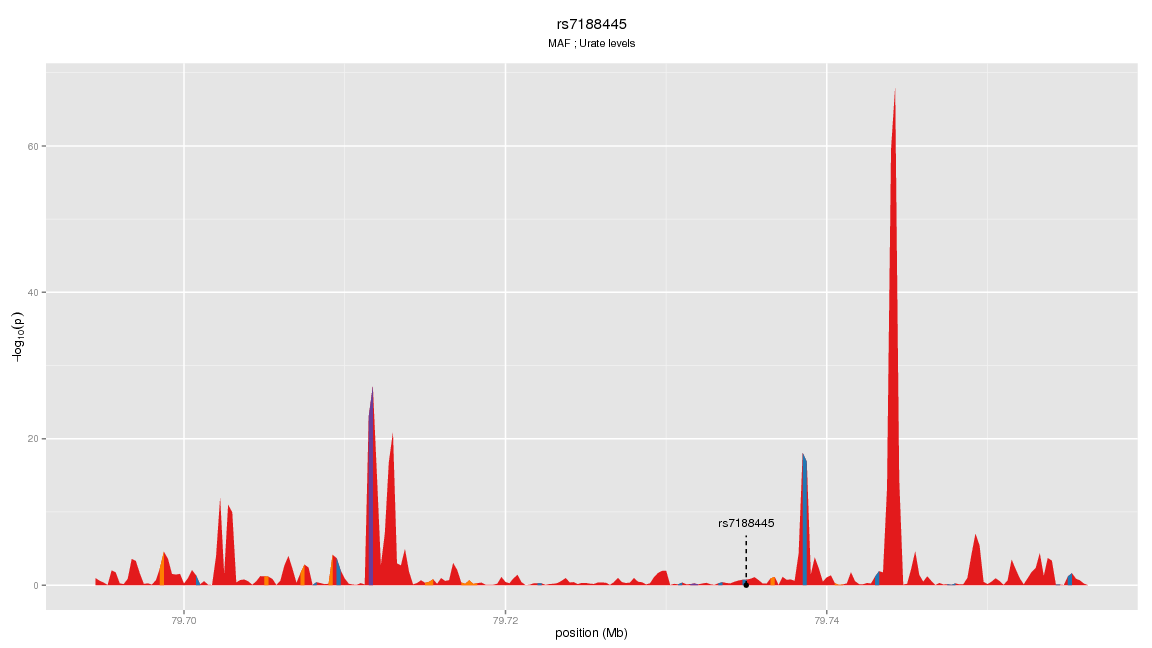 rs7188445
MAF ; Urate levels
60
40
20
0
−log10(p)
rs7188445
79.70
79.72
79.74
position (Mb)